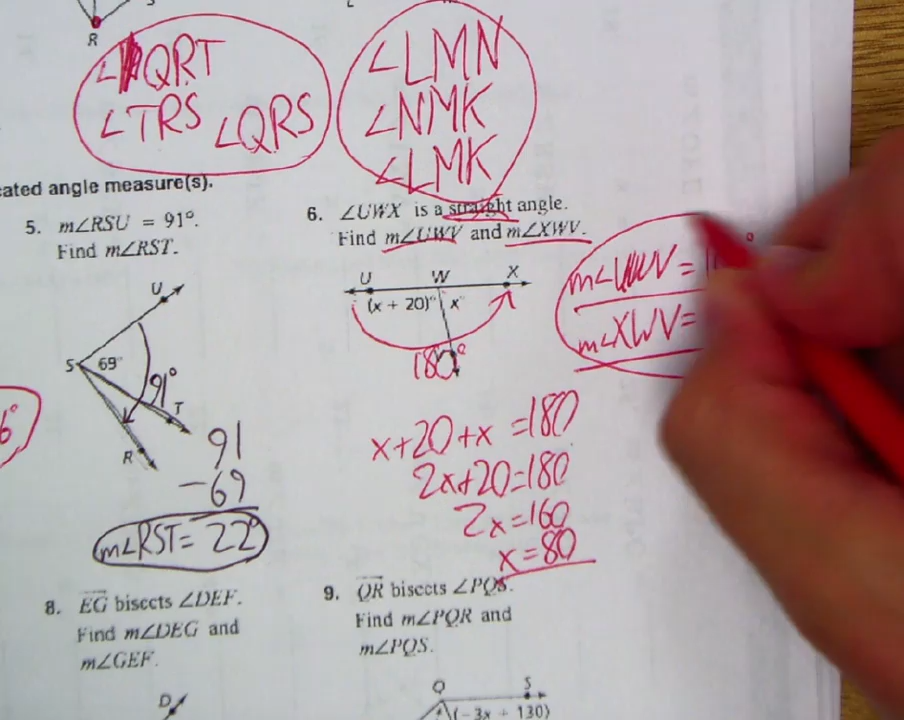 R
∠QRT
∠TRS ∠QRS
∠LMN
∠NMK
∠LMK
cated angle measure(s).
5. m∠RSU = 91°.
Find m∠RST.
U
S 69°
91°
T
R
91
-69
m∠RST = 22°
6. ∠UWX is a straight angle.
Find m∠UWV and m∠XWV.
U W X
(x + 20)° x°
180°
x+20+x=180
2x+20=180
2x=160
x=80
m∠UWV=
m∠XWV=
6°
8. EG bisects ∠DEF.
Find m∠DEG and
m∠GEF.
D
9. QR bisects ∠PQS.
Find m∠PQR and
m∠PQS.
Q S
(-3x + 130)